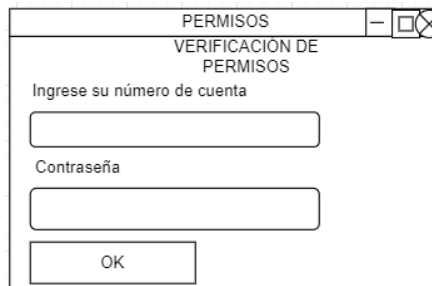 PERMISOS
VERIFICACIÓN DE
PERMISOS
Ingrese su número de cuenta
Contraseña
OK